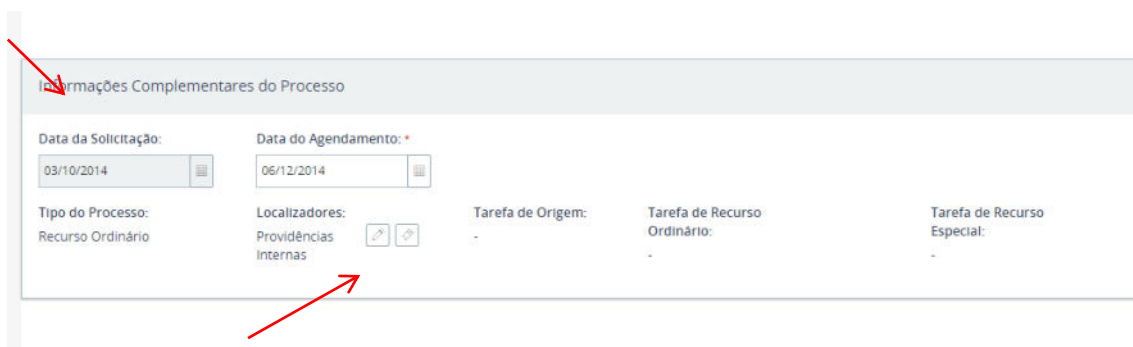 Informações Complementares do Processo
Data da Solicitação: Data do Agendamento: *
03/10/2014 06/12/2014
Tipo do Processo: Localizadores: Tarefa de Origem: Tarefa de Recurso Ordinário: Tarefa de Recurso Especial:
Recurso Ordinário Providências Internas - - -